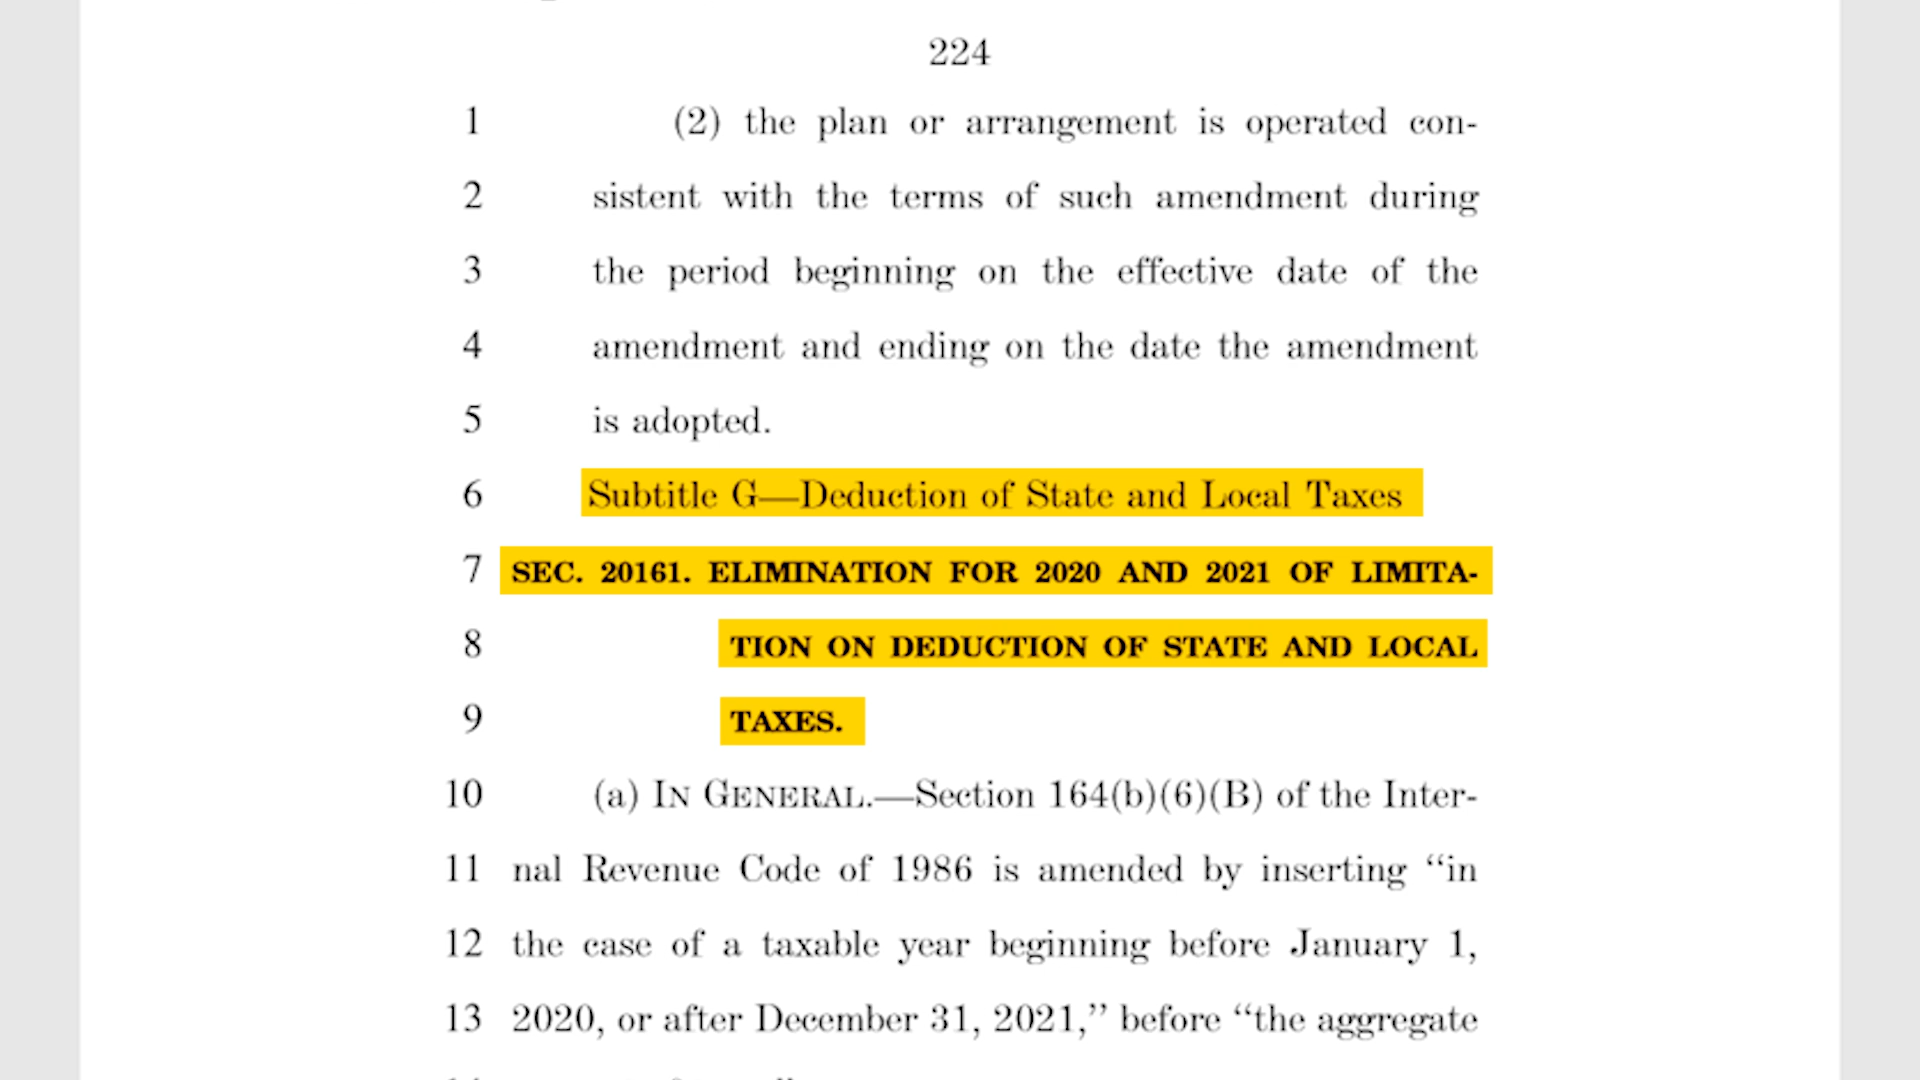 224
1 (2) the plan or arrangement is operated con-
2 sistent with the terms of such amendment during
3 the period beginning on the effective date of the
4 amendment and ending on the date the amendment
5 is adopted.
6 Subtitle G—Deduction of State and Local Taxes
7 SEC. 20161. ELIMINATION FOR 2020 AND 2021 OF LIMITA-
8 TION ON DEDUCTION OF STATE AND LOCAL
9 TAXES.
10 (a) IN GENERAL.—Section 164(b)(6)(B) of the Inter-
11 nal Revenue Code of 1986 is amended by inserting “in
12 the case of a taxable year beginning before January 1,
13 2020, or after December 31, 2021,” before “the aggregate